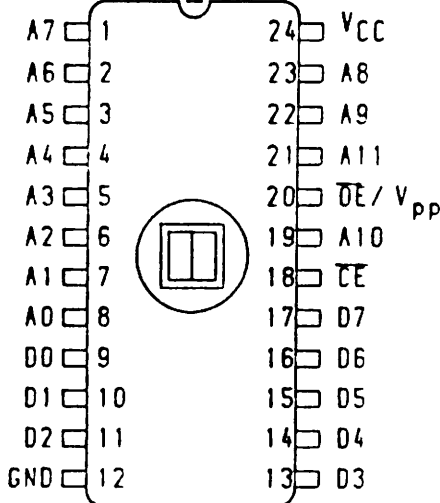 A7 1 24 VCC
A6 2 23 A8
A5 3 22 A9
A4 4 21 A11
A3 5 20 O̅E̅/ Vpp
A2 6 19 A10
A1 7 18 C̅E̅
A0 8 17 D7
D0 9 16 D6
D1 10 15 D5
D2 11 14 D4
GND 12 13 D3